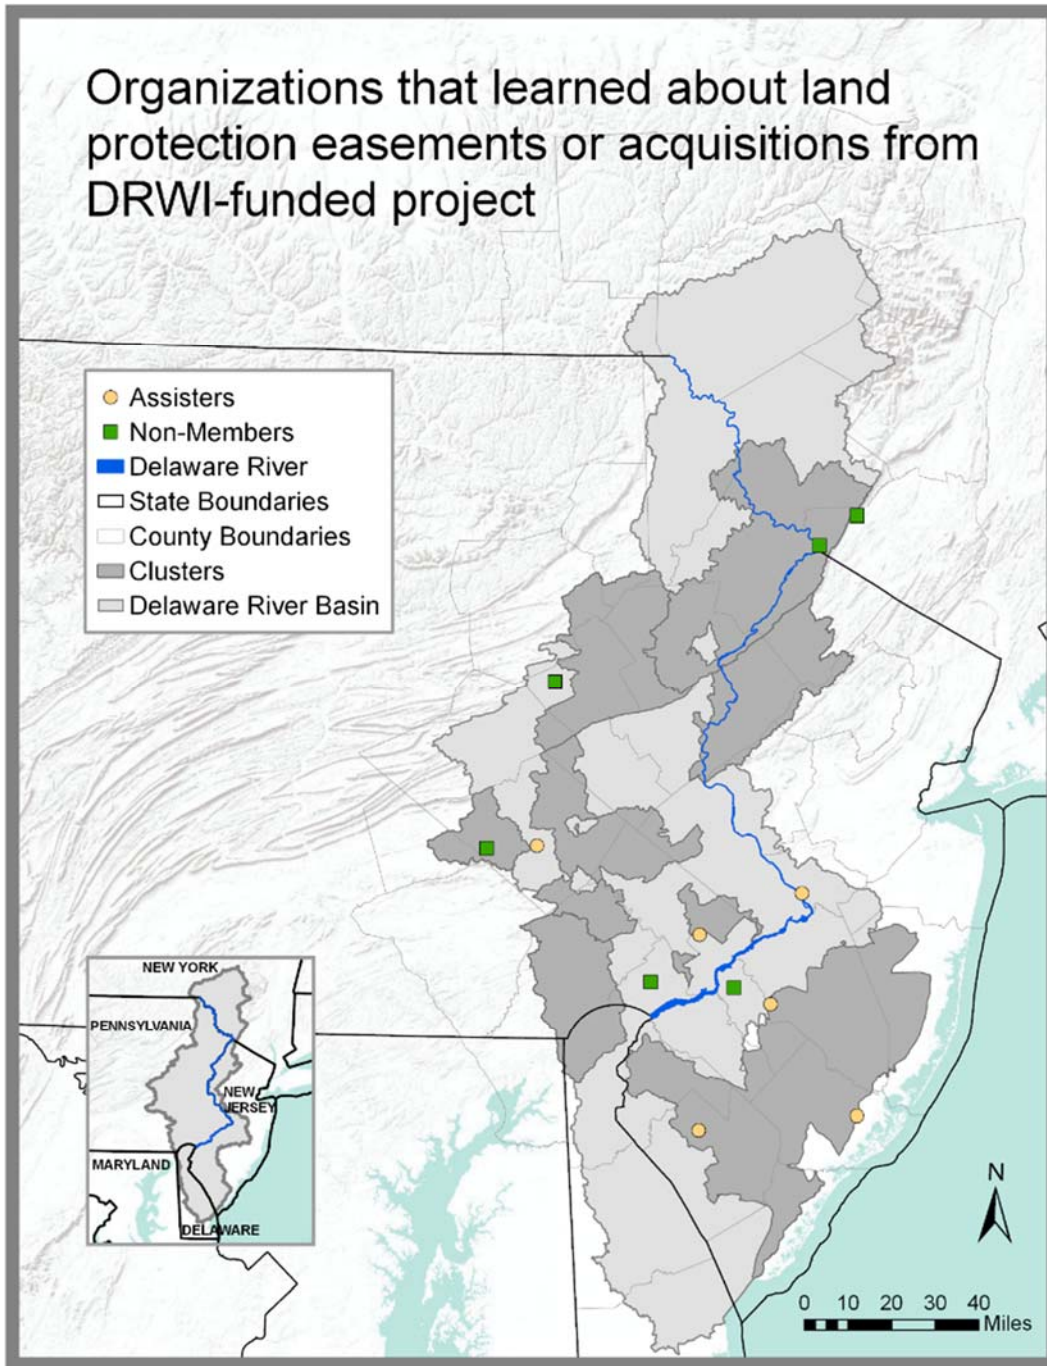 Organizations that learned about land
protection easements or acquisitions from
DRWI-funded project
Assisters
Non-Members
Delaware River
State Boundaries
County Boundaries
Clusters
Delaware River Basin
NEW YORK
PENNSYLVANIA
NEW
JERSEY
MARYLAND
DELAWARE
N
0 10 20 30 40
Miles